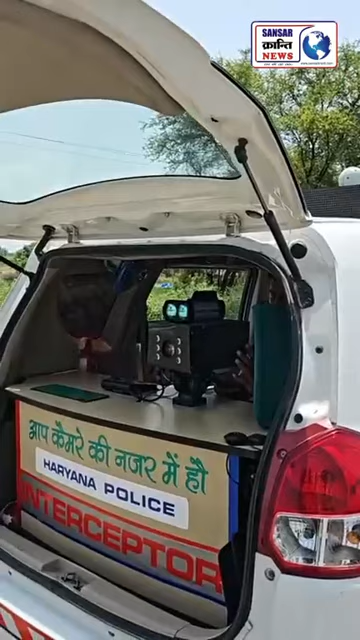 SANSAR
क्रान्ति
NEWS
आप कैमरे की नजर में हौ
HARYANA POLICE
INTERCEPTOR